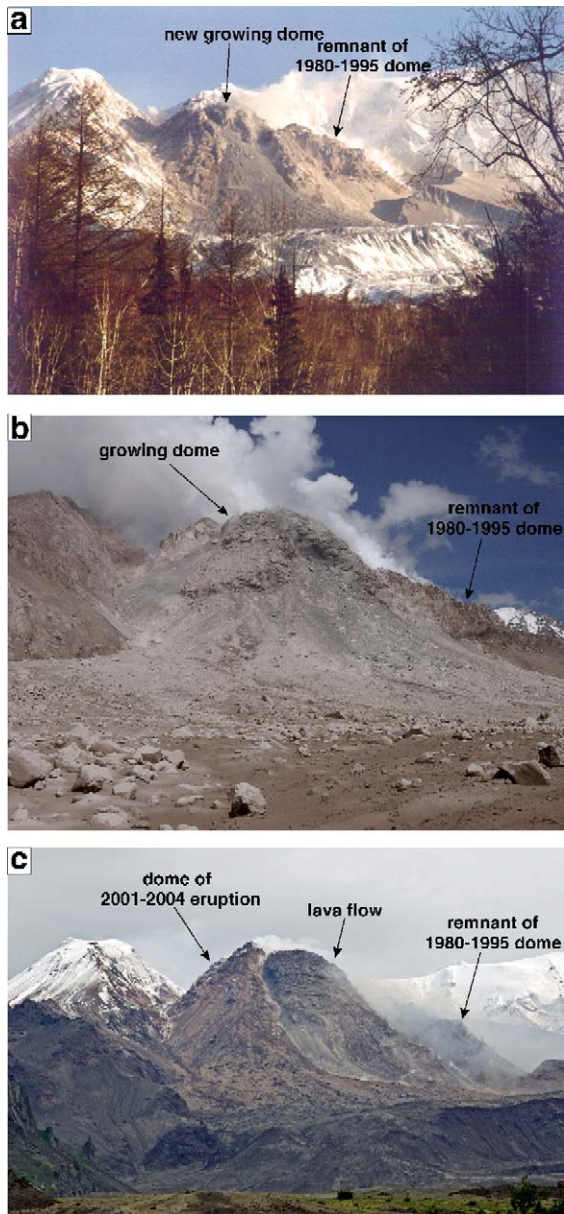 a
new growing dome
remnant of
1980-1995 dome
b
growing dome
remnant of
1980-1995 dome
c
dome of
2001-2004 eruption
lava flow
remnant of
1980-1995 dome